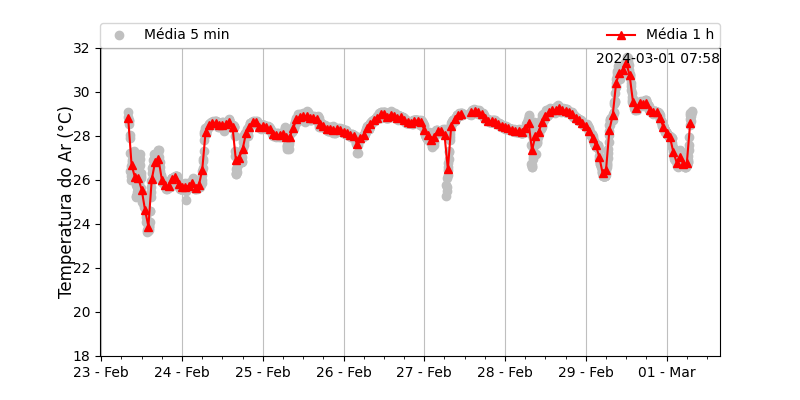 Média 5 min
Média 1 h
2024-03-01 07:58
Temperatura do Ar (°C)
32
30
28
26
24
22
20
18
23 - Feb
24 - Feb
25 - Feb
26 - Feb
27 - Feb
28 - Feb
29 - Feb
01 - Mar